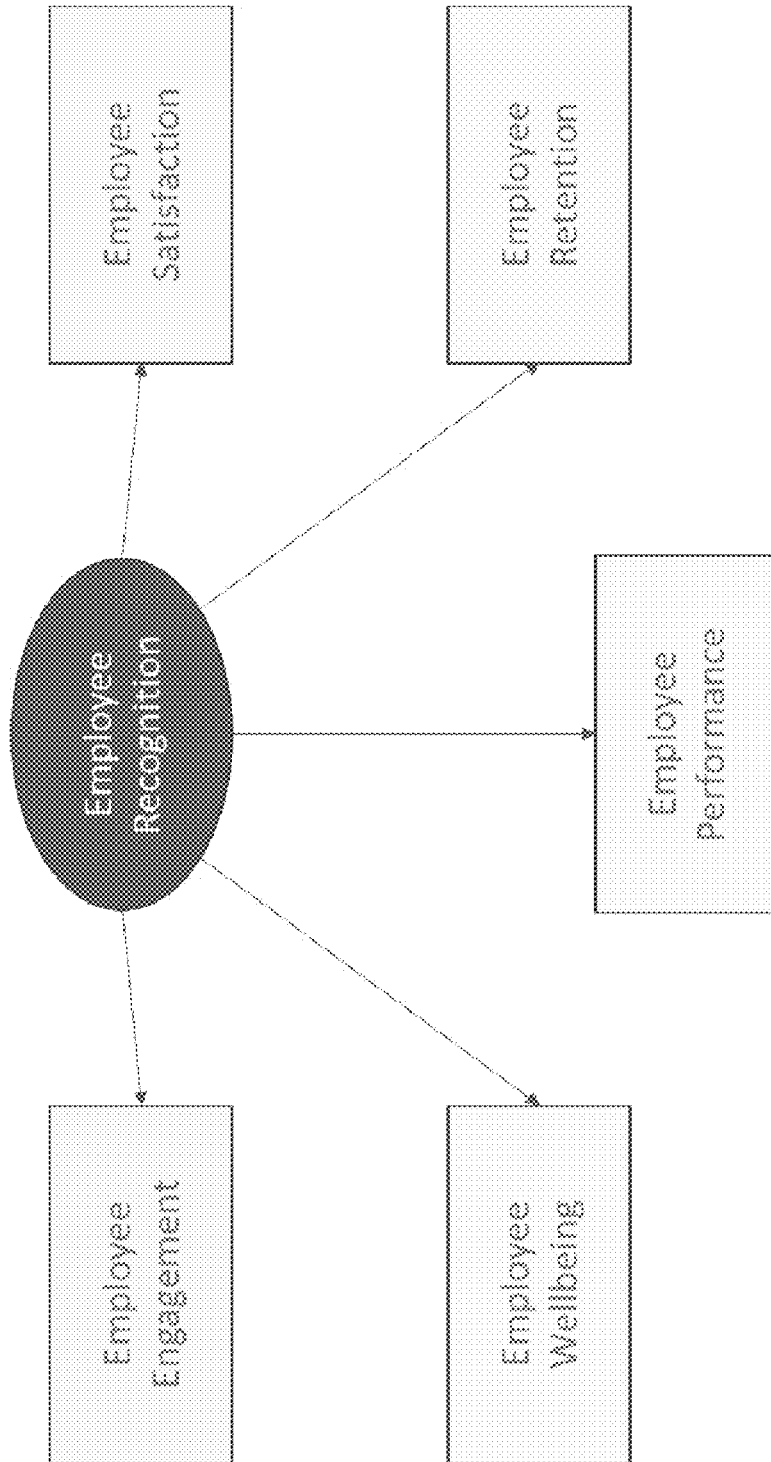 Employee
Recognition
Employee
Engagement
Employee
Satisfaction
Employee
Wellbeing
Employee
Retention
Employee
Performance